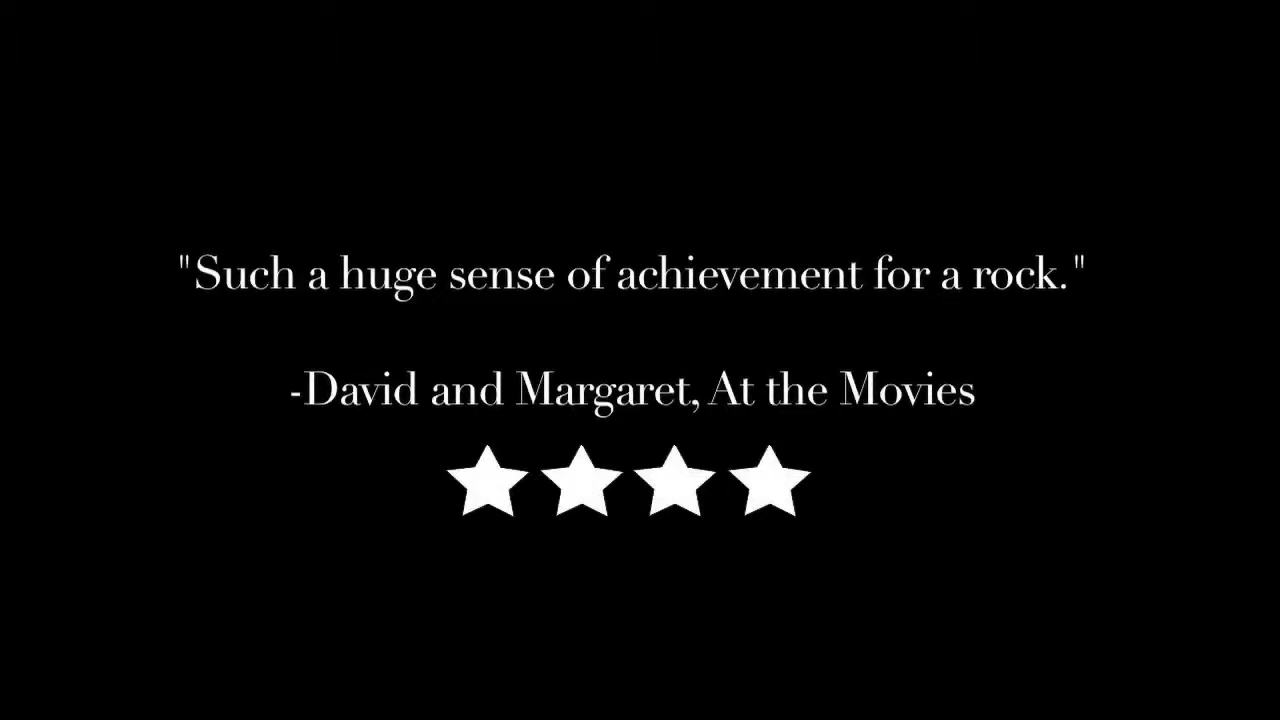 "Such a huge sense of achievement for a rock."
-David and Margaret, At the Movies